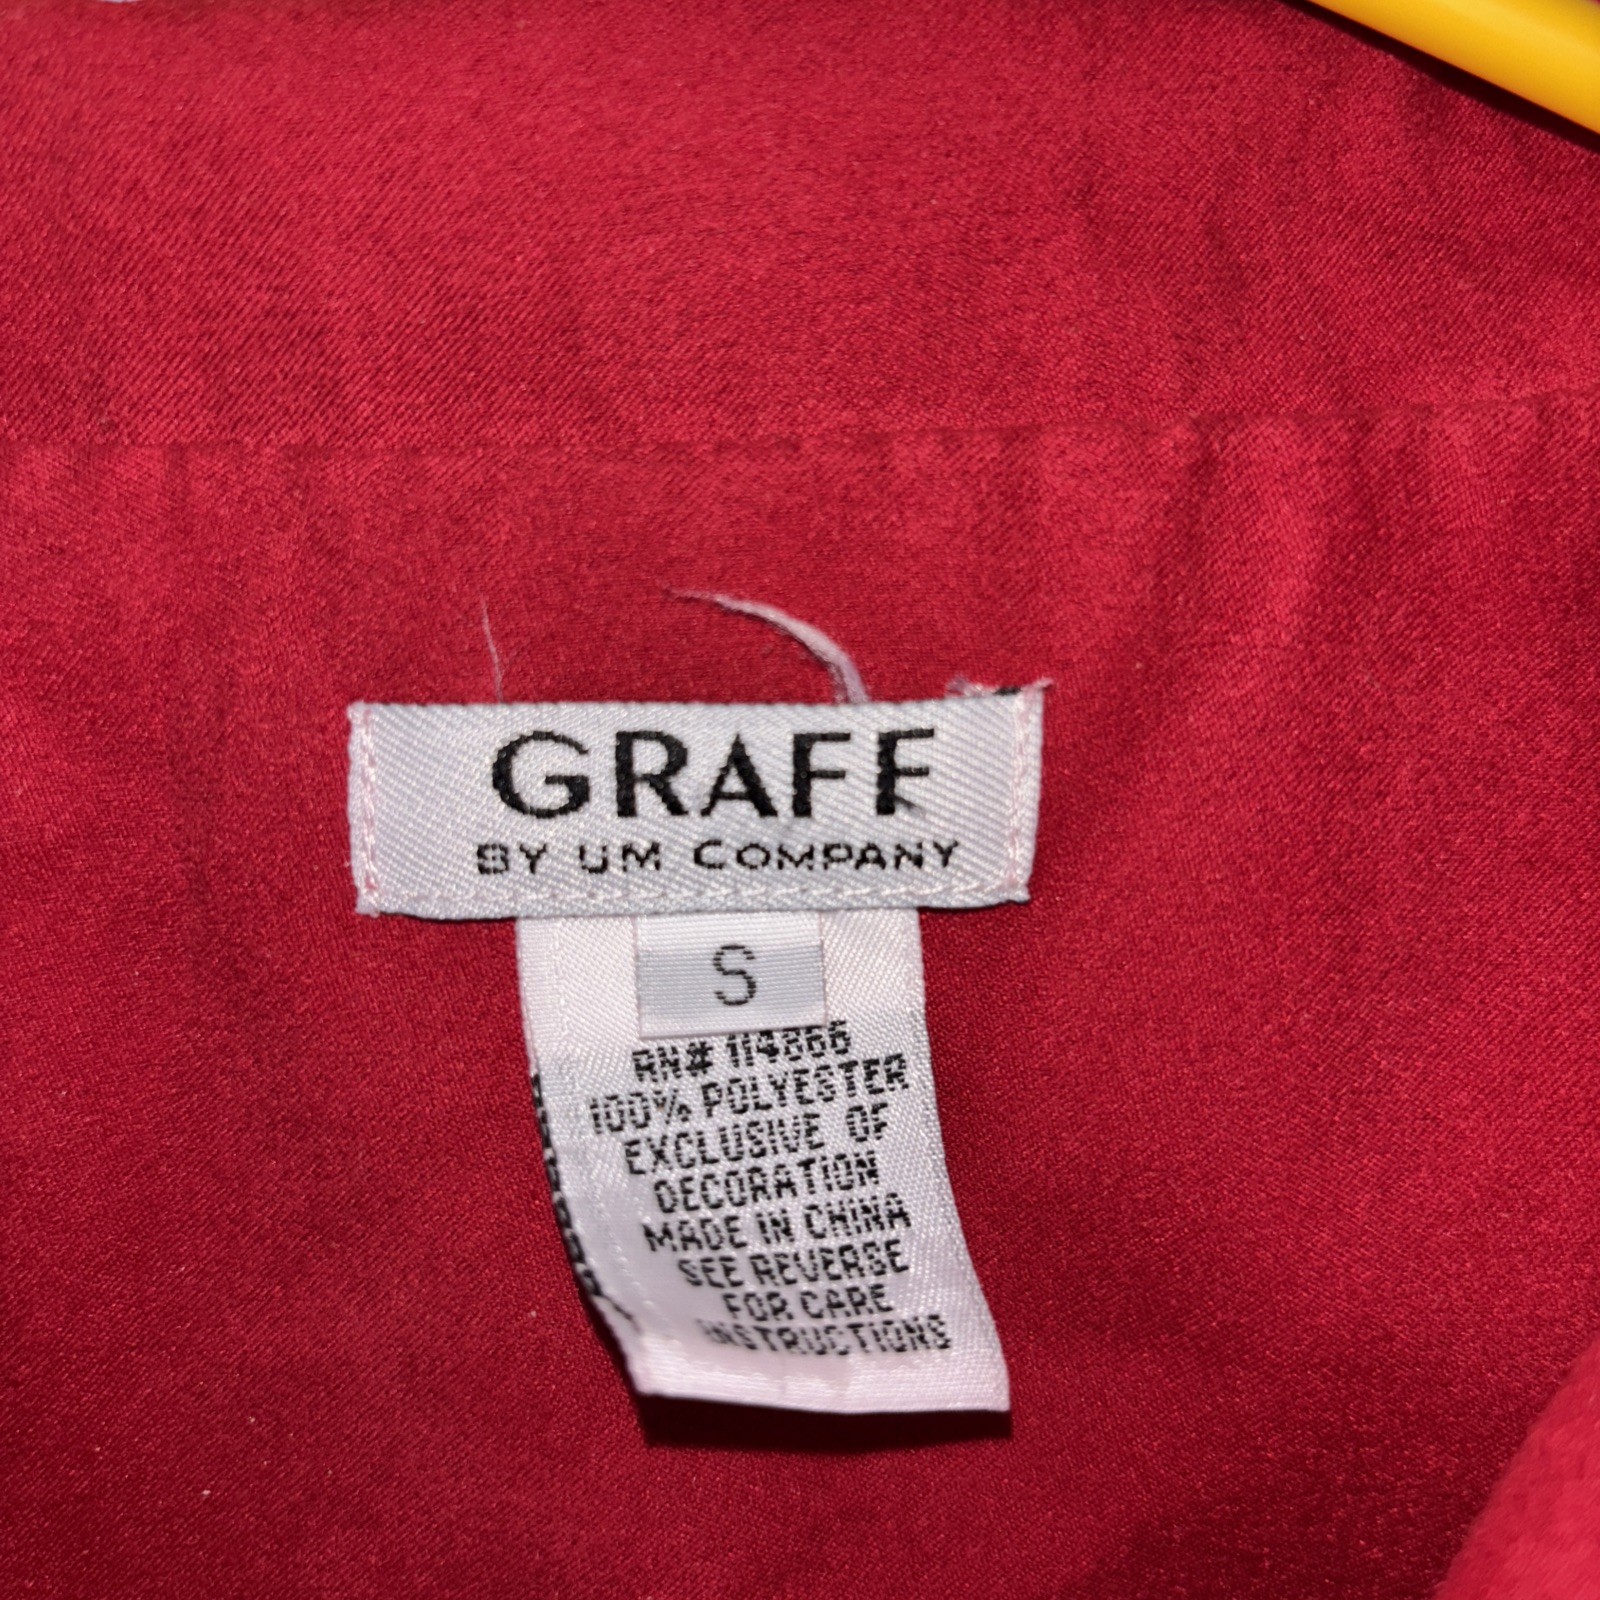 GRAFF
BY UM COMPANY
S
RN# 114866
100% POLYESTER
EXCLUSIVE OF
DECORATION
MADE IN CHINA
SEE REVERSE
FOR CARE
INSTRUCTIONS